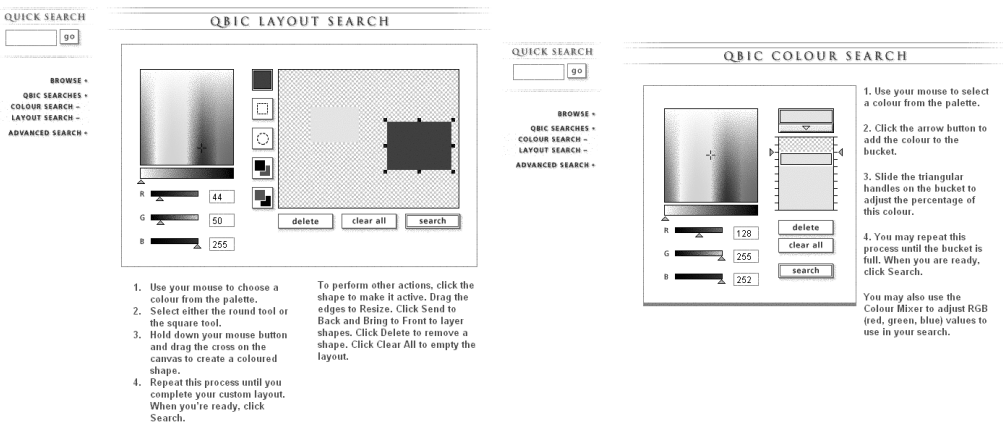 QUICK SEARCH
go
BROWSE
QBIC SEARCHES
COLOUR SEARCH –
LAYOUT SEARCH –
ADVANCED SEARCH
QBIC LAYOUT SEARCH
R 44
G 50
B 255
delete
clear all
search
1. Use your mouse to choose a
colour from the palette.
2. Select either the round tool or
the square tool.
3. Hold down your mouse button
and drag the cross on the
canvas to create a coloured
shape.
4. Repeat this process until you
complete your custom layout.
When you're ready, click
Search.
To perform other actions, click the
shape to make it active. Drag the
edges to Resize. Click Send to
Back and Bring to Front to layer
shapes. Click Delete to remove a
shape. Click Clear All to empty the
layout.
QUICK SEARCH
go
BROWSE
QBIC SEARCHES
COLOUR SEARCH –
LAYOUT SEARCH –
ADVANCED SEARCH
QBIC COLOUR SEARCH
R 128
G 255
B 252
delete
clear all
search
1. Use your mouse to select
a colour from the palette.
2. Click the arrow button to
add the colour to the
bucket.
3. Slide the triangular
handles on the bucket to
adjust the percentage of
this colour.
4. You may repeat this
process until the bucket is
full. When you are ready,
click Search.
You may also use the
Colour Mixer to adjust RGB
(red, green, blue) values to
use in your search.